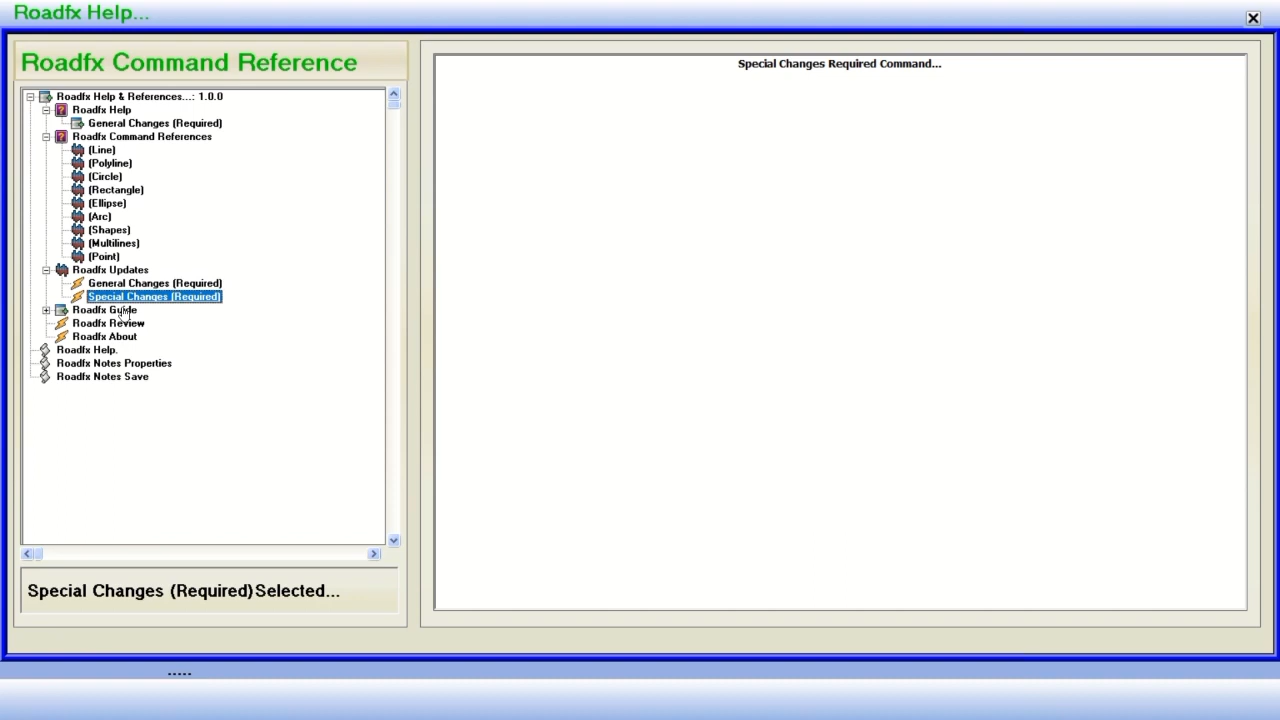 Roadfx Help...
Roadfx Command Reference
Roadfx Help & References...: 1.0.0
Roadfx Help
General Changes (Required)
Roadfx Command References
(Line)
(Polyline)
(Circle)
(Rectangle)
(Ellipse)
(Arc)
(Shapes)
(Multilines)
(Point)
Roadfx Updates
General Changes (Required)
Special Changes (Required)
Roadfx Guide
Roadfx Review
Roadfx About
Roadfx Help.
Roadfx Notes Properties
Roadfx Notes Save
Special Changes (Required)Selected...
Special Changes Required Command...
.....